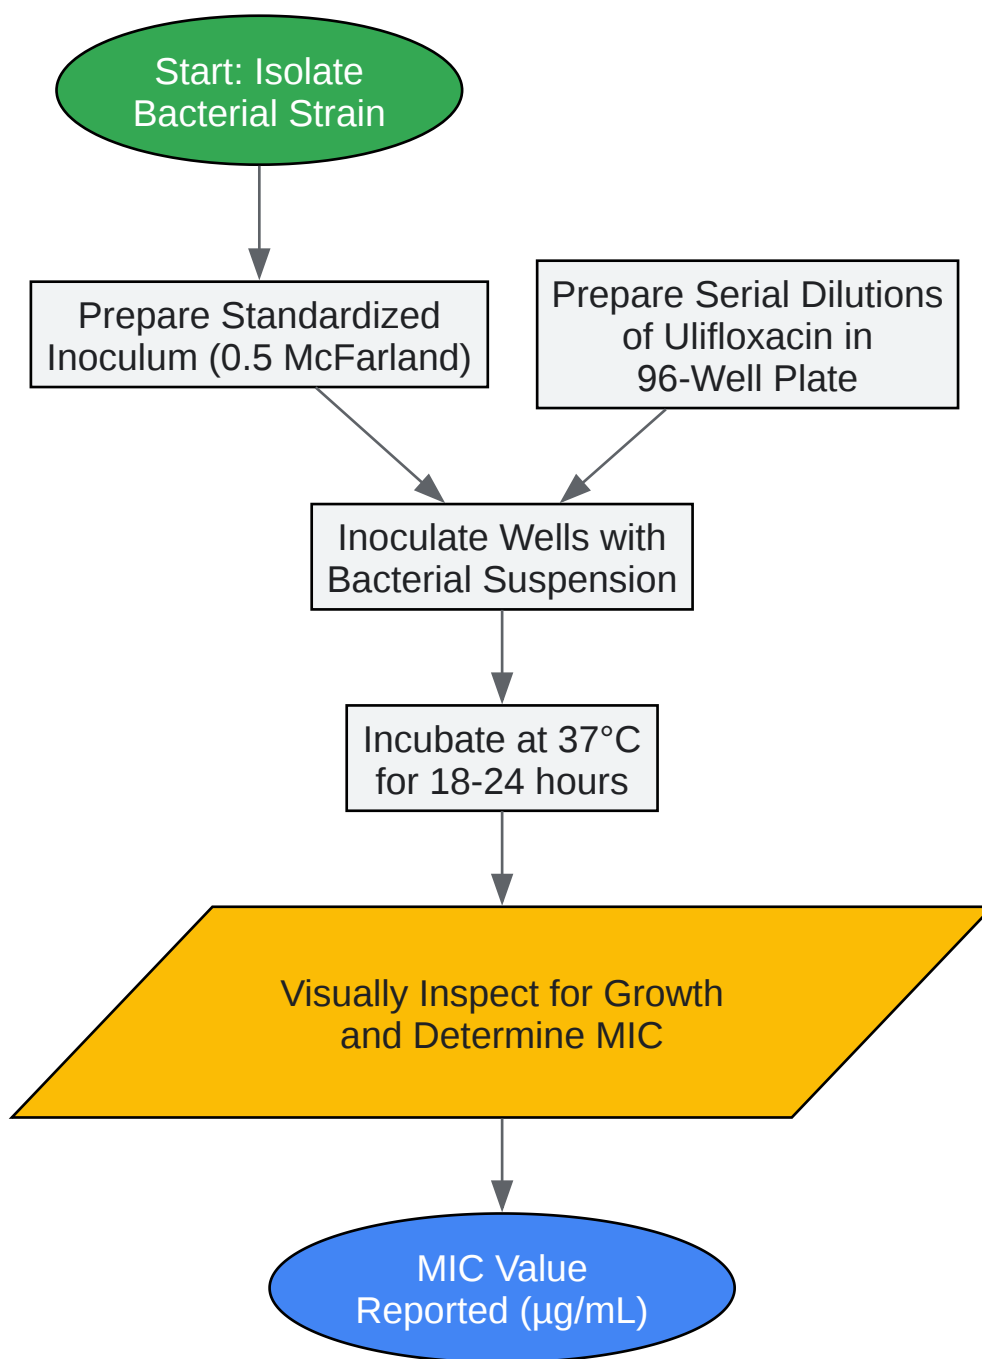 Start: Isolate
Bacterial Strain
Prepare Standardized
Inoculum (0.5 McFarland)
Prepare Serial Dilutions
of Ulifloxacin in
96-Well Plate
Inoculate Wells with
Bacterial Suspension
Incubate at 37°C
for 18-24 hours
Visually Inspect for Growth
and Determine MIC
MIC Value
Reported (µg/mL)